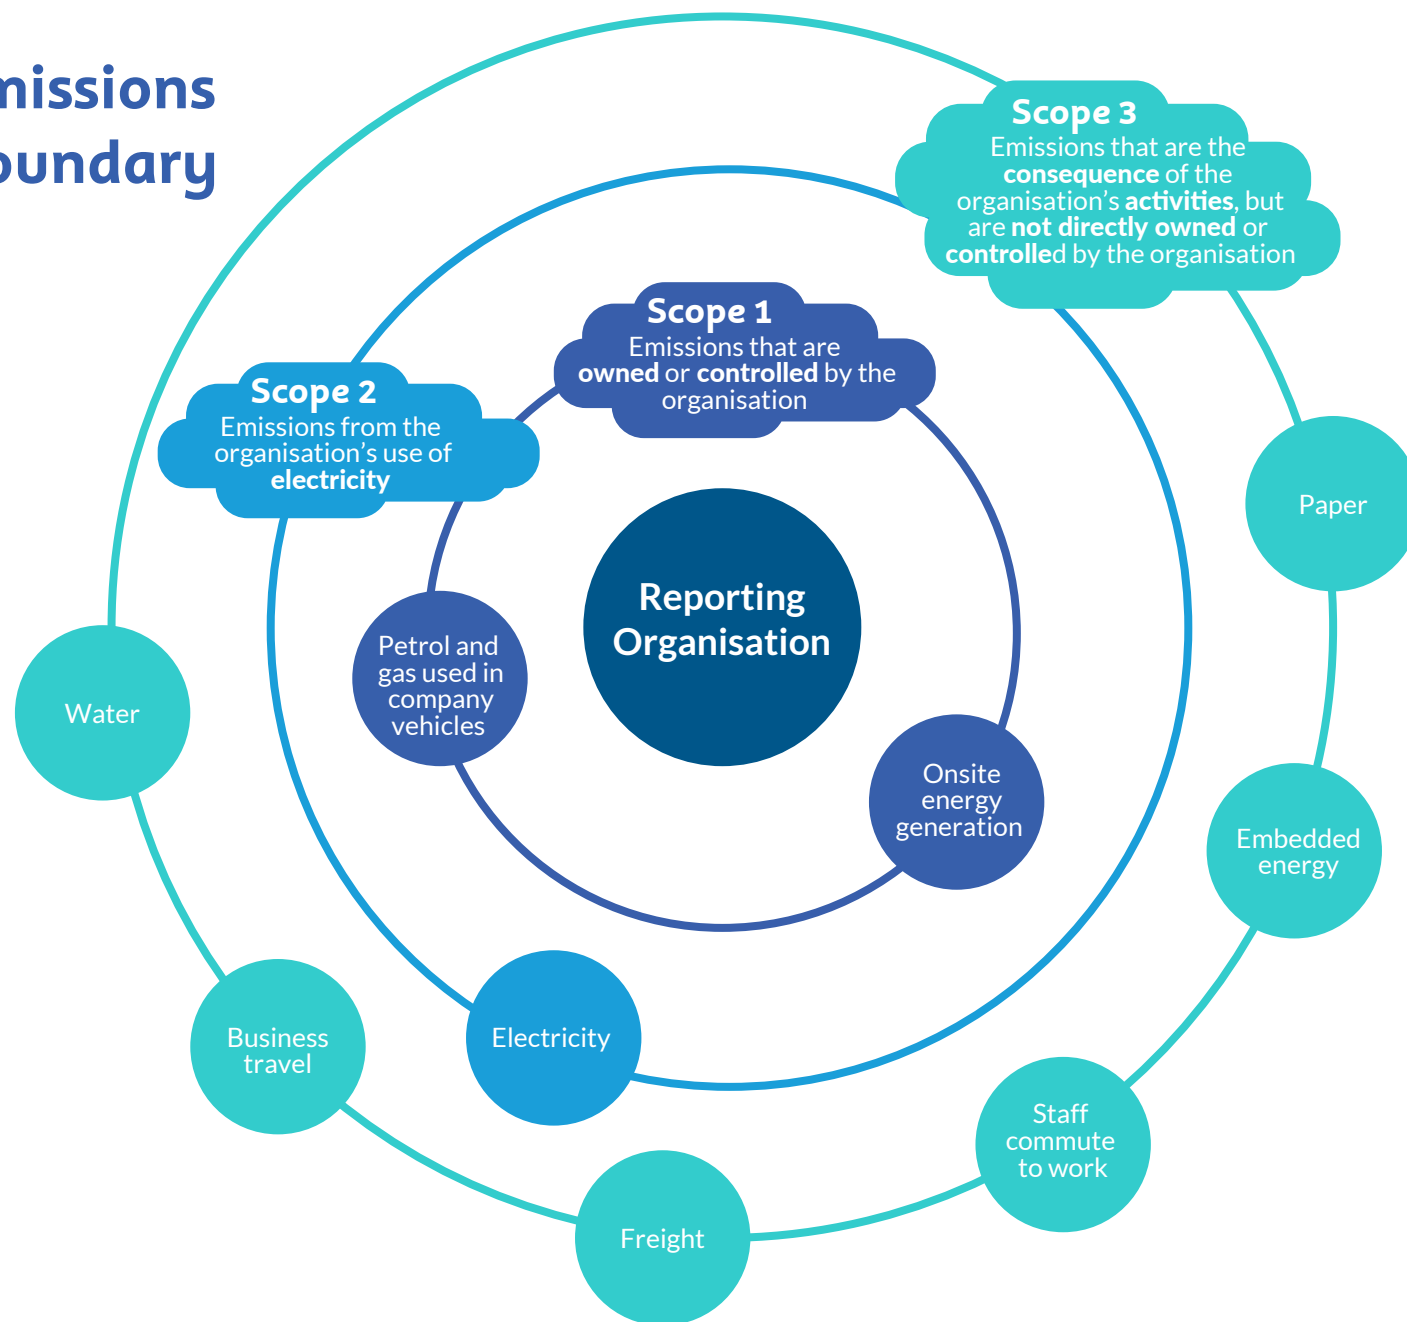 missions
oundary
Scope 3
Emissions that are the
consequence of the
organisation's activities, but
are not directly owned or
controlled by the organisation
Scope 1
Emissions that are
owned or controlled by the
organisation
Scope 2
Emissions from the
organisation's use of
electricity
Reporting
Organisation
Petrol and
gas used in
company
vehicles
Onsite
energy
generation
Electricity
Paper
Embedded
energy
Staff
commute
to work
Freight
Business
travel
Water